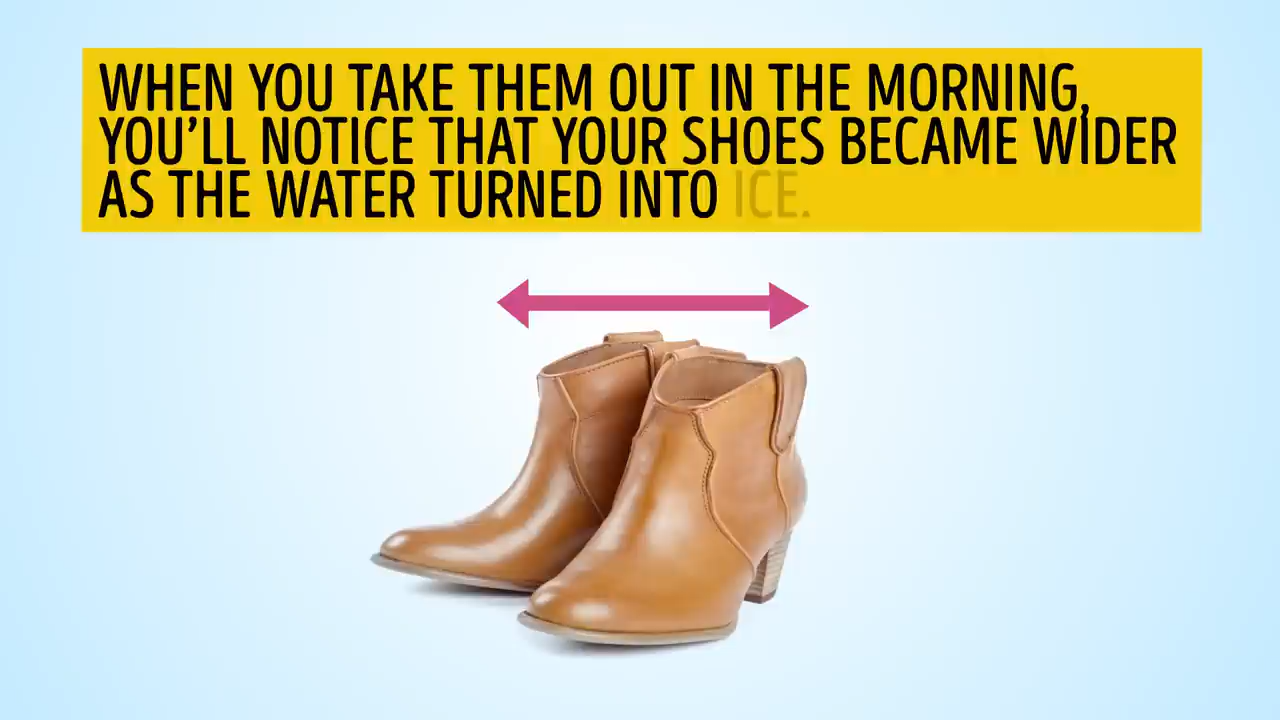 WHEN YOU TAKE THEM OUT IN THE MORNING,
YOU’LL NOTICE THAT YOUR SHOES BECAME WIDER
AS THE WATER TURNED INTO ICE.